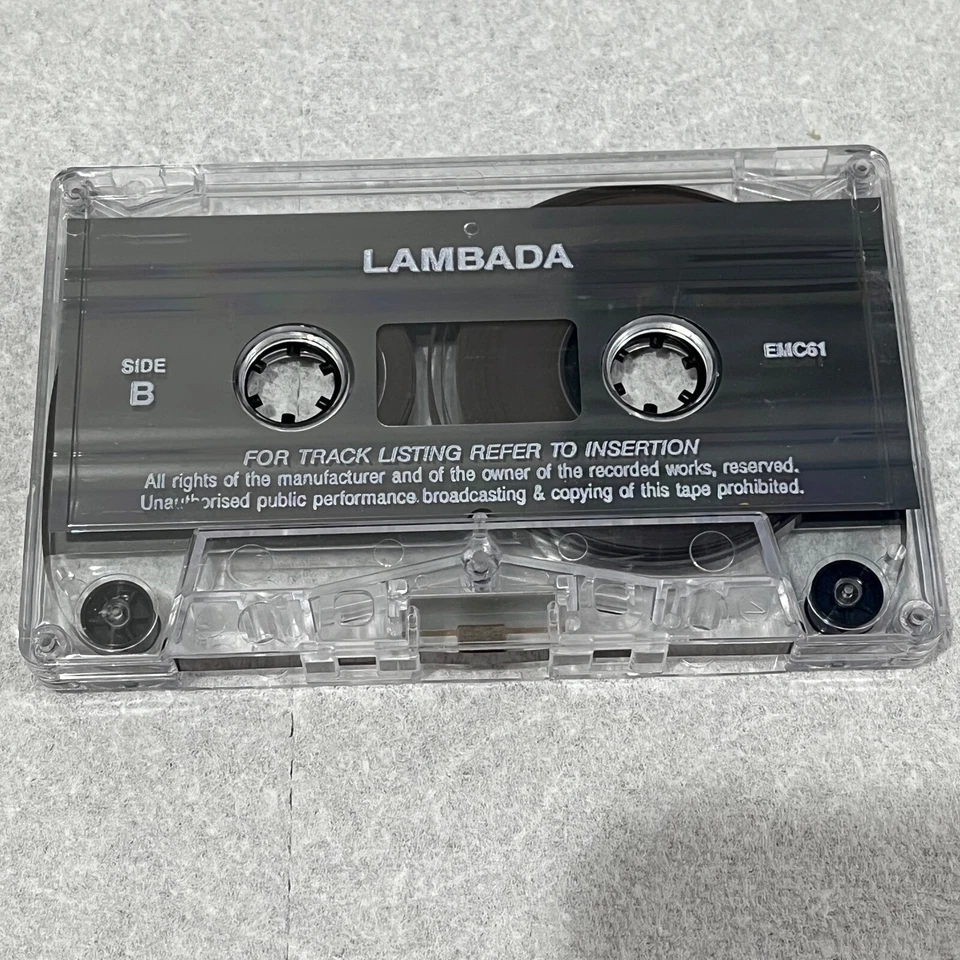 LAMBADA
SIDE
B
EMC61
FOR TRACK LISTING REFER TO INSERTION
All rights of the manufacturer and of the owner of the recorded works, reserved.
Unauthorised public performance. broadcasting & copying of this tape prohibited.